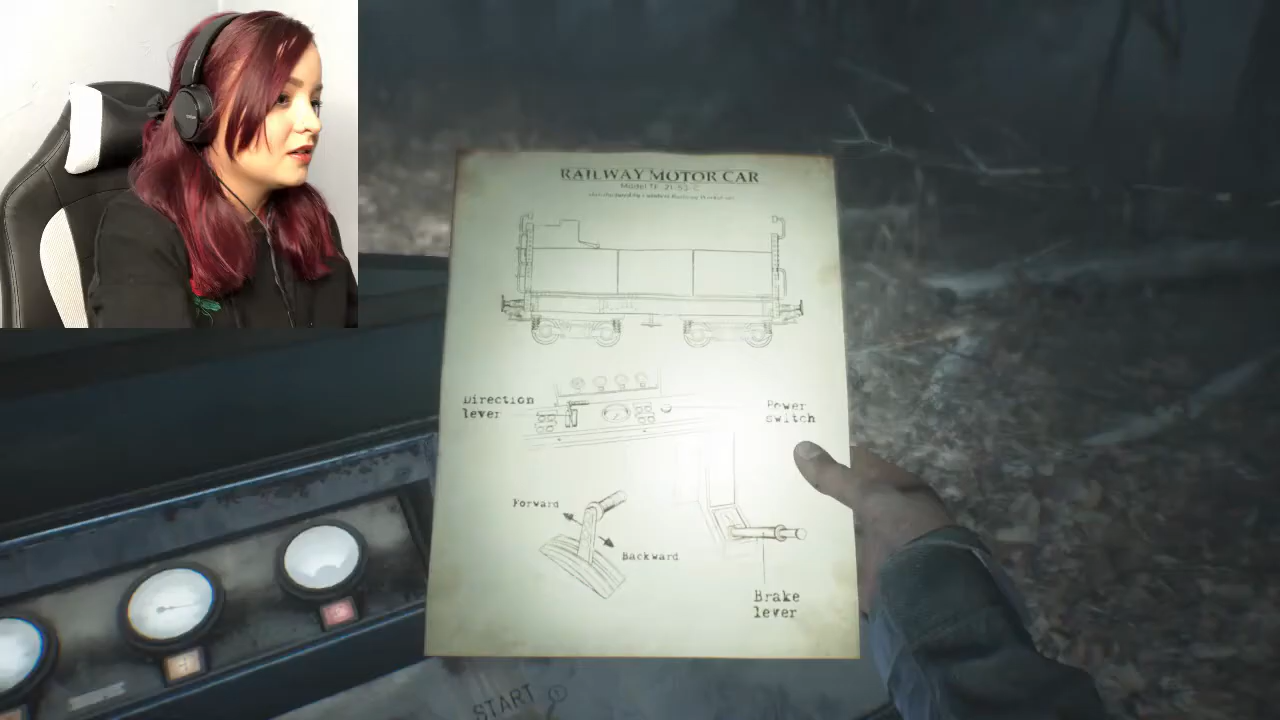 RAILWAY MOTOR CAR
Direction
lever
Power
switch
Forward
Backward
Brake
lever
START